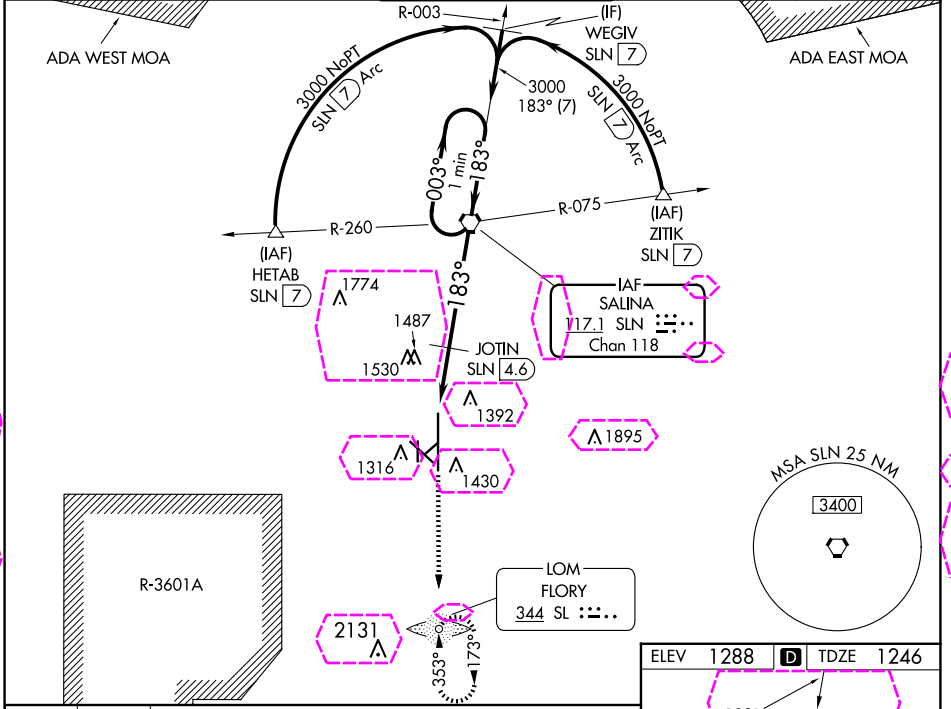 R-003
(IF)
WEGIV
SLN 7
ADA WEST MOA
ADA EAST MOA
3000 NoPT
SLN 7 Arc
3000
183° (7)
3000 NoPT
SLN 7 Arc
003°
1 min
183°
R-260
R-075
(IAF)
HETAB
SLN 7
(IAF)
ZITIK
SLN 7
183°
IAF
SALINA
117.1 SLN
Chan 118
1774
1487
1530
JOTIN
SLN 4.6
1392
1895
1316
1430
MSA SLN 25 NM
3400
R-3601A
LOM
FLORY
344 SL
2131
353°
173°
ELEV 1288 D TDZE 1246